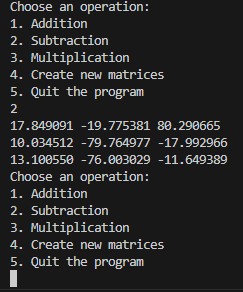 Choose an operation:
1. Addition
2. Subtraction
3. Multiplication
4. Create new matrices
5. Quit the program
2
17.849091 -19.775381 80.290665
10.034512 -79.764977 -17.992966
13.100550 -76.003029 -11.649389
Choose an operation:
1. Addition
2. Subtraction
3. Multiplication
4. Create new matrices
5. Quit the program